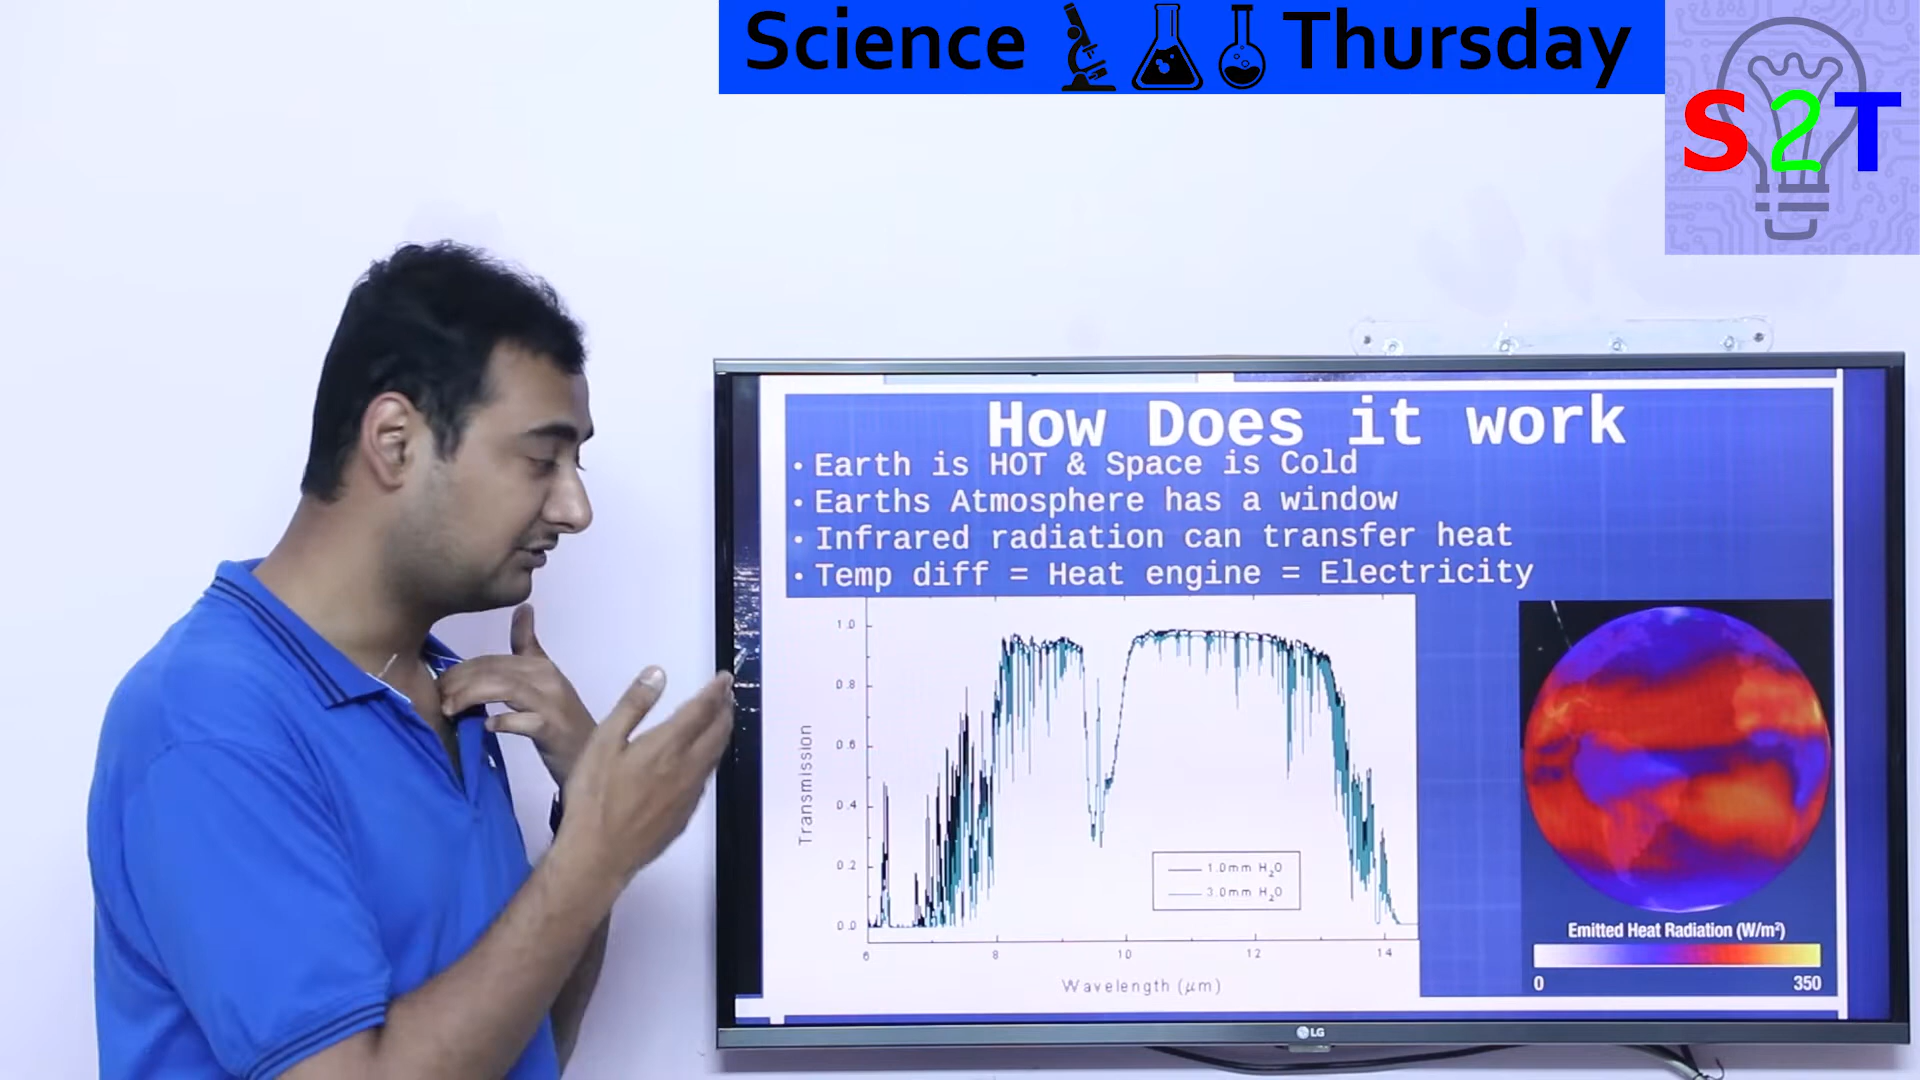 Science Thursday
S2T
How Does it work
• Earth is HOT & Space is Cold
• Earths Atmosphere has a window
• Infrared radiation can transfer heat
• Temp diff = Heat engine = Electricity
1.0
0.8
0.6
0.4
0.2
0.0
Transmission
1.0mm H₂O
3.0mm H₂O
6 8 10 12 14
Wavelength (μm)
Emitted Heat Radiation (W/m²)
0 350
LG